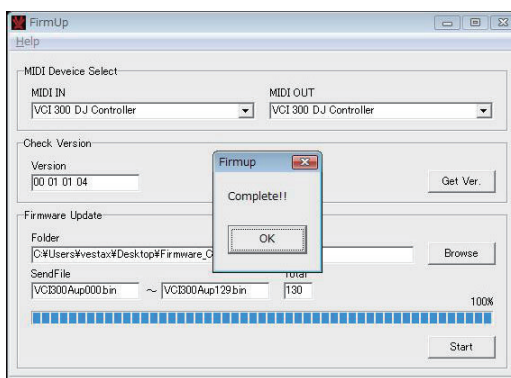 FirmUp
Help
MIDI Deveice Select
MIDI IN
MIDI OUT
VCI 300 DJ Controller
VCI 300 DJ Controller
Check Version
Version
00 01 01 04
Get Ver.
Firmup
Complete!!
OK
Firmware Update
Folder
C:¥Users¥vestax¥Desktop¥Firmware_C
Browse
SendFile
Total
VCI300Aup000.bin ～ VCI300Aup129.bin 130
100%
Start